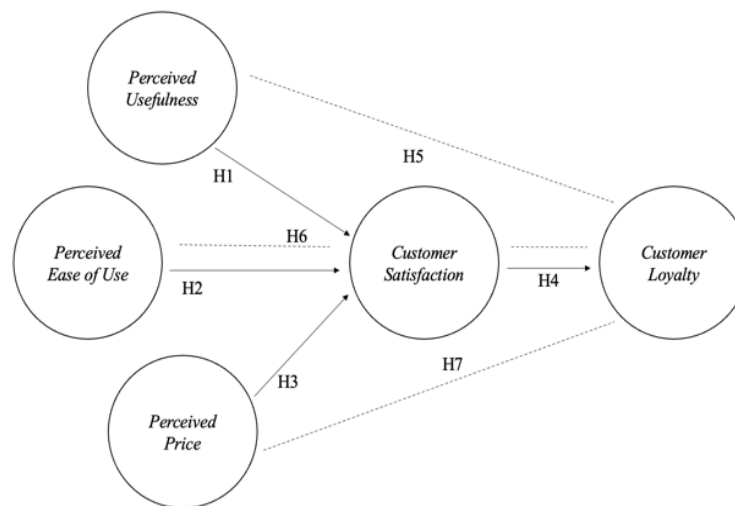 Perceived
Usefulness
H5
H1
H6
Perceived
Ease of Use
Customer
Satisfaction
Customer
Loyalty
H2
H4
H7
H3
Perceived
Price